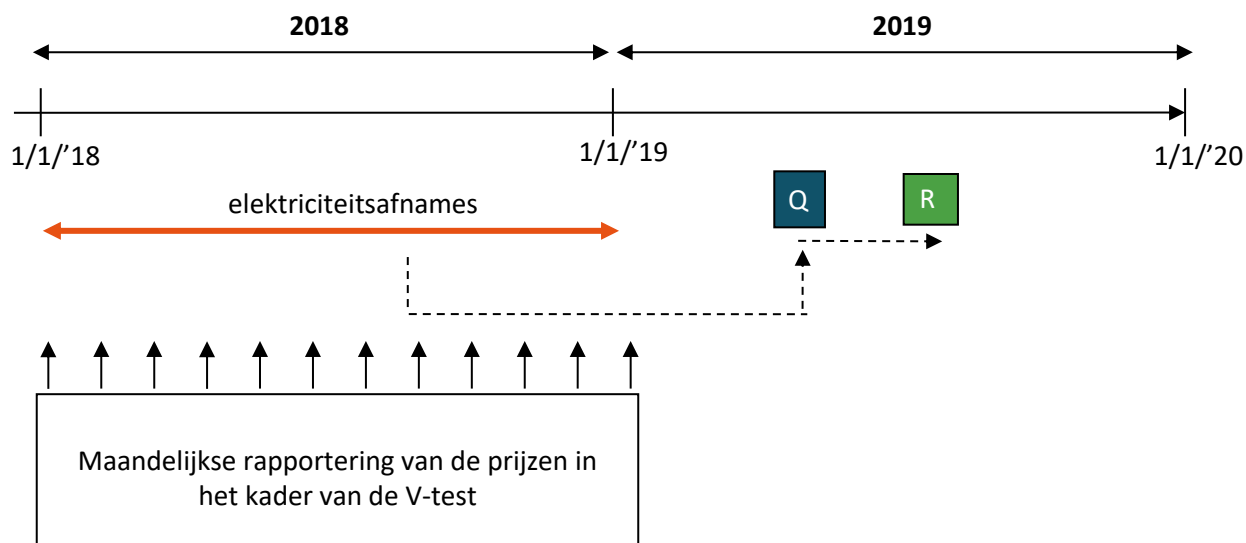 2018 2019
1/1/’18 1/1/’19 1/1/’20
elektriciteitsafnames Q R
Maandelijkse rapportering van de prijzen in
het kader van de V-test